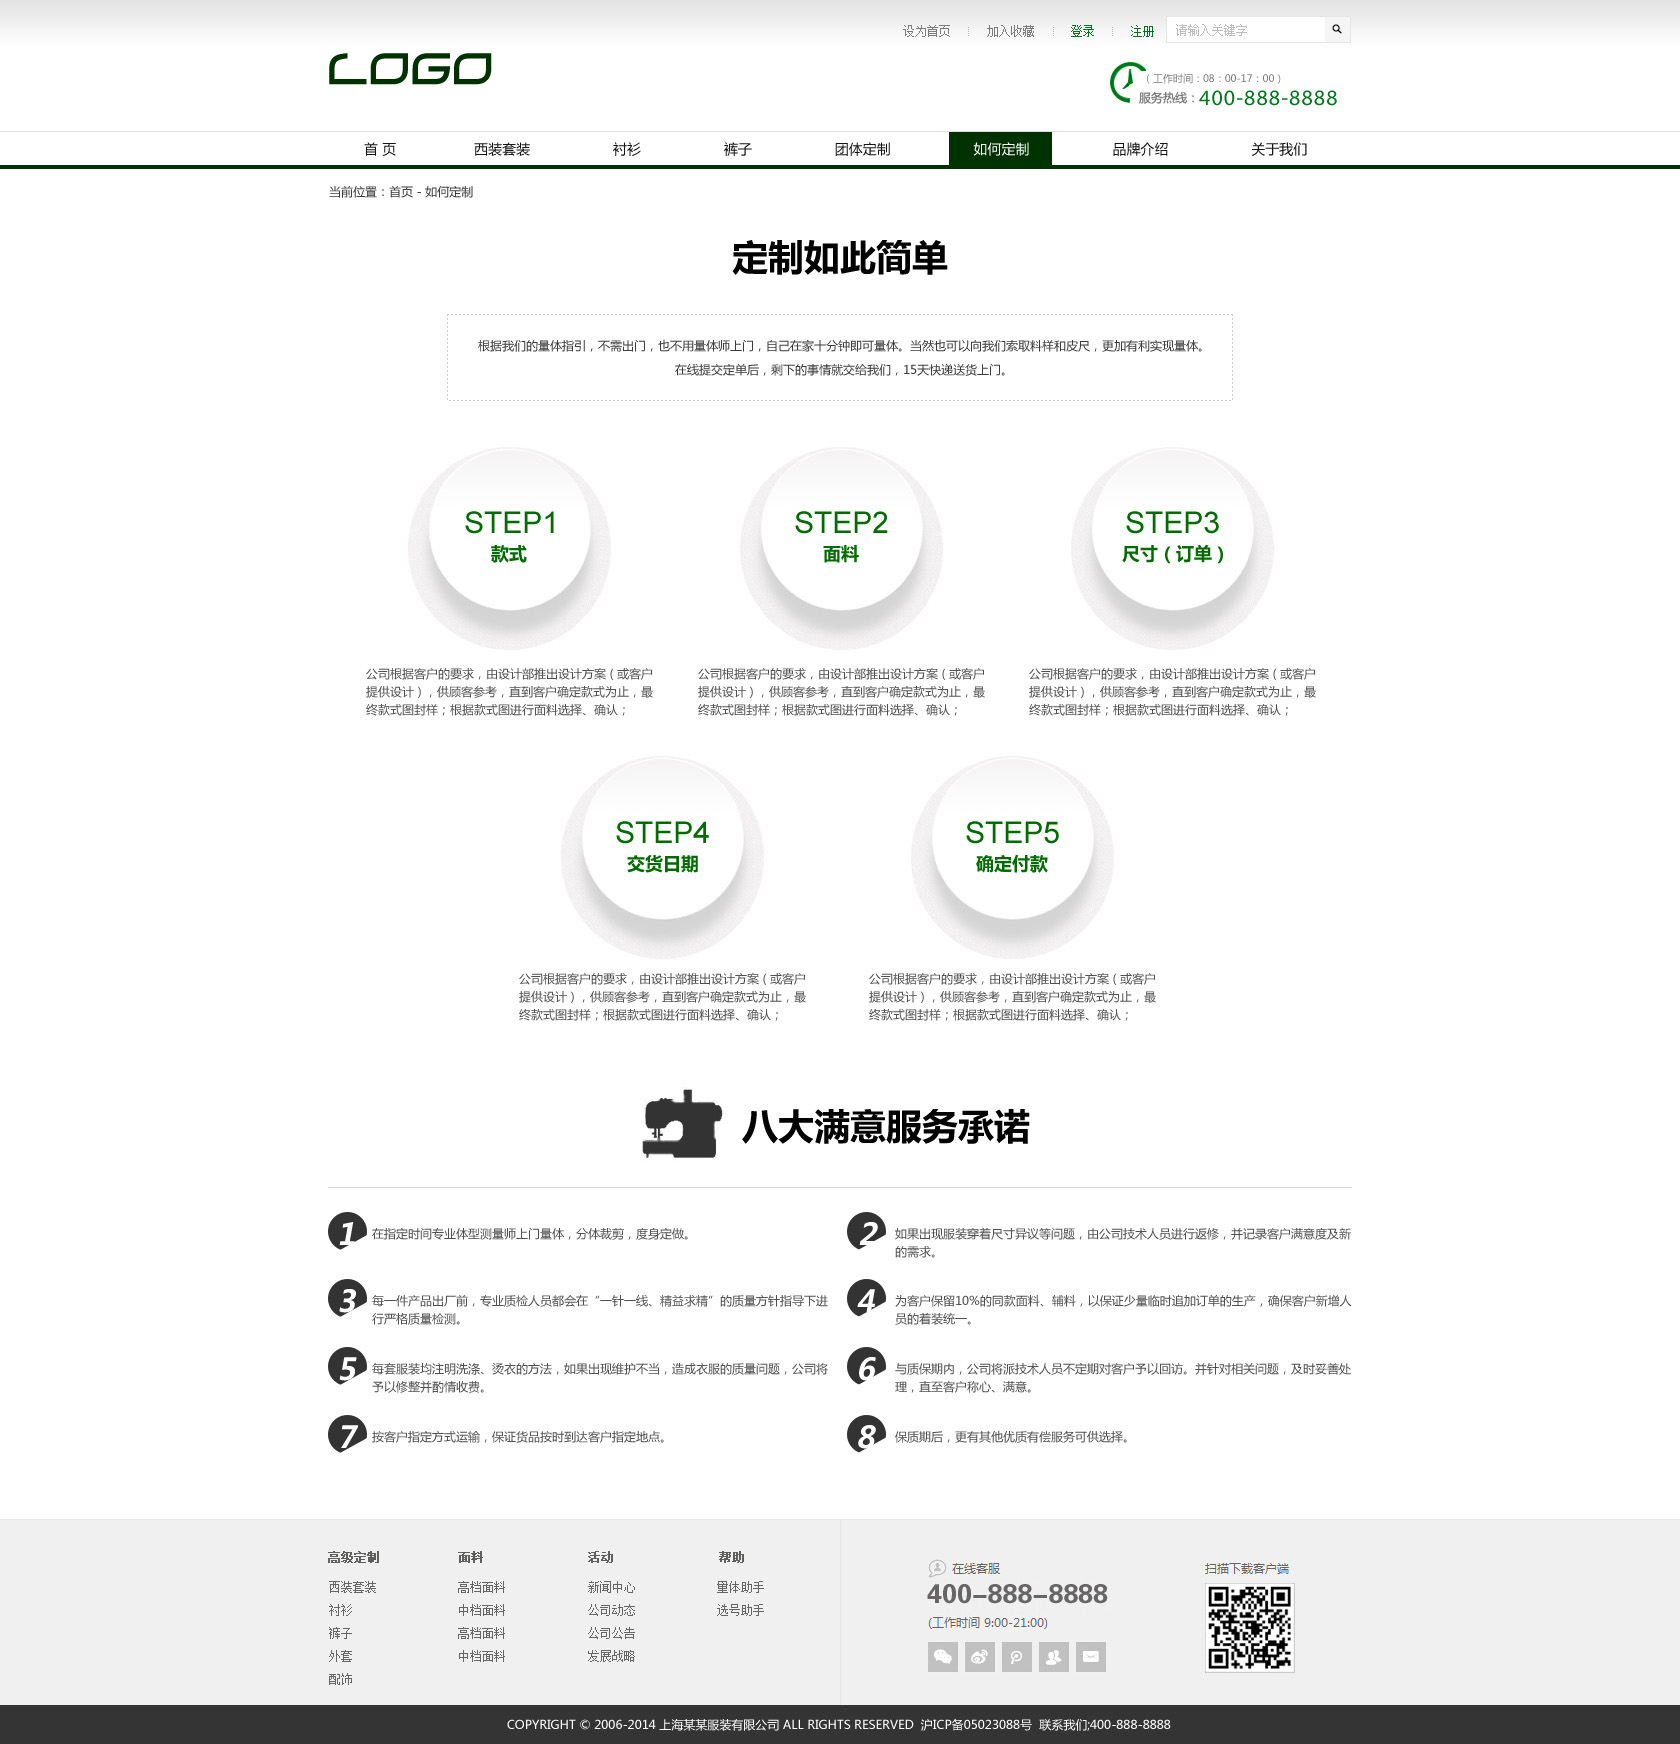 设为首页 加入收藏 登录 注册 请输入关键字
LOGO
（工作时间：08：00-17：00）
服务热线：400-888-8888
首 页 西装套装 衬衫 裤子 团体定制 如何定制 品牌介绍 关于我们
当前位置：首页 - 如何定制
定制如此简单
根据我们的量体指引，不需出门，也不用量体师上门，自己在家十分钟即可量体。当然也可以向我们索取料样和皮尺，更加有利实现量体。
在线提交定单后，剩下的事情就交给我们，15天快递送货上门。
STEP1
款式
公司根据客户的要求，由设计部推出设计方案（或客户
提供设计），供顾客参考，直到客户确定款式为止，最
终款式图封样；根据款式图进行面料选择、确认；
STEP2
面料
公司根据客户的要求，由设计部推出设计方案（或客户
提供设计），供顾客参考，直到客户确定款式为止，最
终款式图封样；根据款式图进行面料选择、确认；
STEP3
尺寸（订单）
公司根据客户的要求，由设计部推出设计方案（或客户
提供设计），供顾客参考，直到客户确定款式为止，最
终款式图封样；根据款式图进行面料选择、确认；
STEP4
交货日期
公司根据客户的要求，由设计部推出设计方案（或客户
提供设计），供顾客参考，直到客户确定款式为止，最
终款式图封样；根据款式图进行面料选择、确认；
STEP5
确定付款
公司根据客户的要求，由设计部推出设计方案（或客户
提供设计），供顾客参考，直到客户确定款式为止，最
终款式图封样；根据款式图进行面料选择、确认；
八大满意服务承诺
1 在指定时间专业体型测量师上门量体，分体裁剪，度身定做。
2 如果出现服装穿着尺寸异议等问题，由公司技术人员进行返修，并记录客户满意度及新
的需求。
3 每一件产品出厂前，专业质检人员都会在“一针一线、精益求精”的质量方针指导下进
行严格质量检测。
4 为客户保留10%的同款面料、辅料，以保证少量临时追加订单的生产，确保客户新增人
员的着装统一。
5 每套服装均注明洗涤、烫衣的方法，如果出现维护不当，造成衣服的质量问题，公司将
予以修整并酌情收费。
6 与质保期内，公司将派技术人员不定期对客户予以回访。并针对相关问题，及时妥善处
理，直至客户称心、满意。
7 按客户指定方式运输，保证货品按时到达客户指定地点。
8 保质期后，更有其他优质有偿服务可供选择。
高级定制
西装套装
衬衫
裤子
外套
配饰
面料
高档面料
中档面料
高档面料
中档面料
活动
新闻中心
公司动态
公司公告
发展战略
帮助
量体助手
选号助手
在线客服
400-888-8888
(工作时间 9:00-21:00)
扫描下载客户端
COPYRIGHT © 2006-2014 上海某某服装有限公司 ALL RIGHTS RESERVED 沪ICP备05023088号 联系我们;400-888-8888